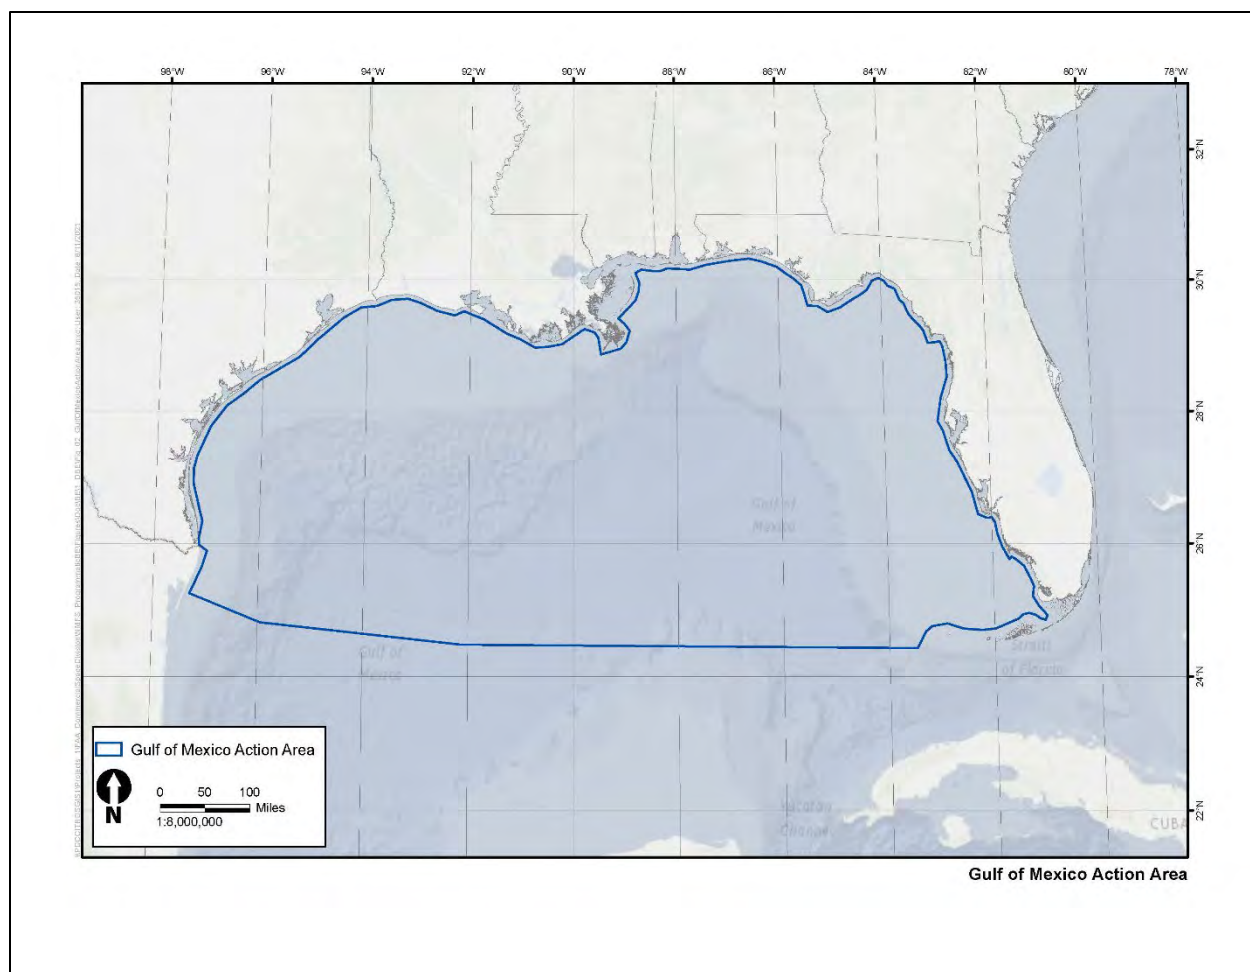 98°W 96°W 94°W 92°W 90°W 88°W 86°W 84°W 82°W 80°W 78°W
32°N
30°N
28°N
Gulf of
Mexico
26°N
Gulf of
Mexico
Straits
of Florida
24°N
Gulf of Mexico Action Area
0 50 100
Miles
N
1:8,000,000
Yucatan
Channel
22°N
CUBA
Gulf of Mexico Action Area